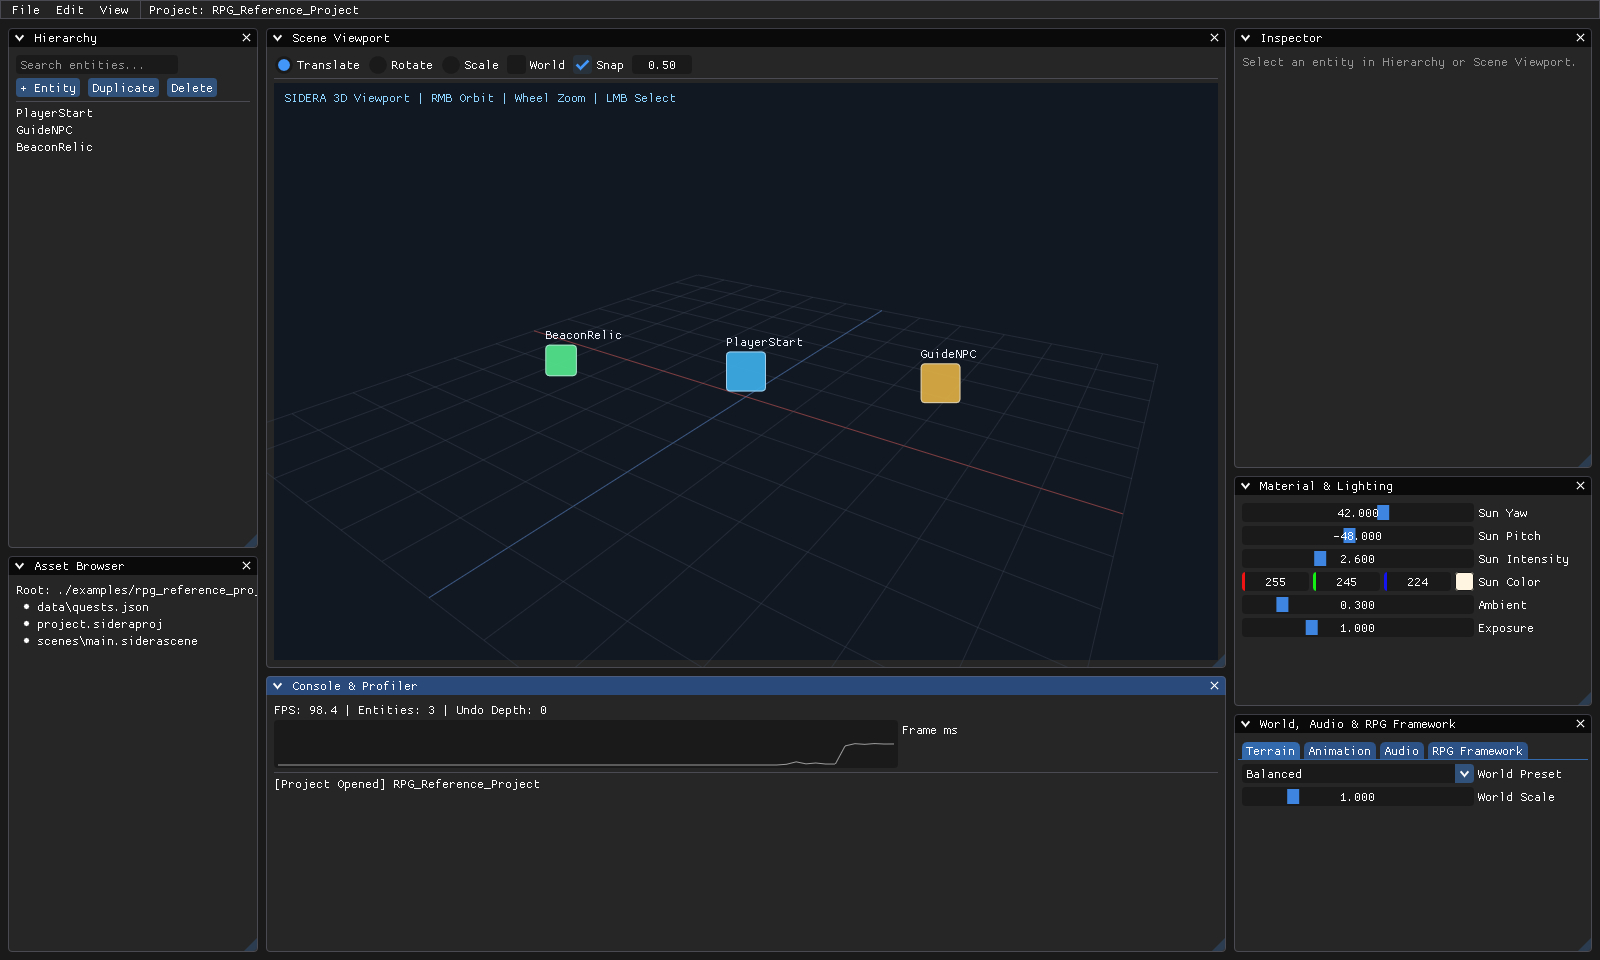 File Edit View Project: RPG_Reference_Project
Hierarchy
Search entities...
+ Entity Duplicate Delete
PlayerStart
GuideNPC
BeaconRelic
Asset Browser
Root: ./examples/rpg_reference_proj
data\quests.json
project.sideraproj
scenes\main.siderascene
Scene Viewport
Translate Rotate Scale World Snap 0.50
SIDERA 3D Viewport | RMB Orbit | Wheel Zoom | LMB Select
BeaconRelic
PlayerStart
GuideNPC
Console & Profiler
FPS: 98.4 | Entities: 3 | Undo Depth: 0
Frame ms
[Project Opened] RPG_Reference_Project
Inspector
Select an entity in Hierarchy or Scene Viewport.
Material & Lighting
42.000 Sun Yaw
-48.000 Sun Pitch
2.600 Sun Intensity
255 245 224 Sun Color
0.300 Ambient
1.000 Exposure
World, Audio & RPG Framework
Terrain Animation Audio RPG Framework
Balanced World Preset
1.000 World Scale